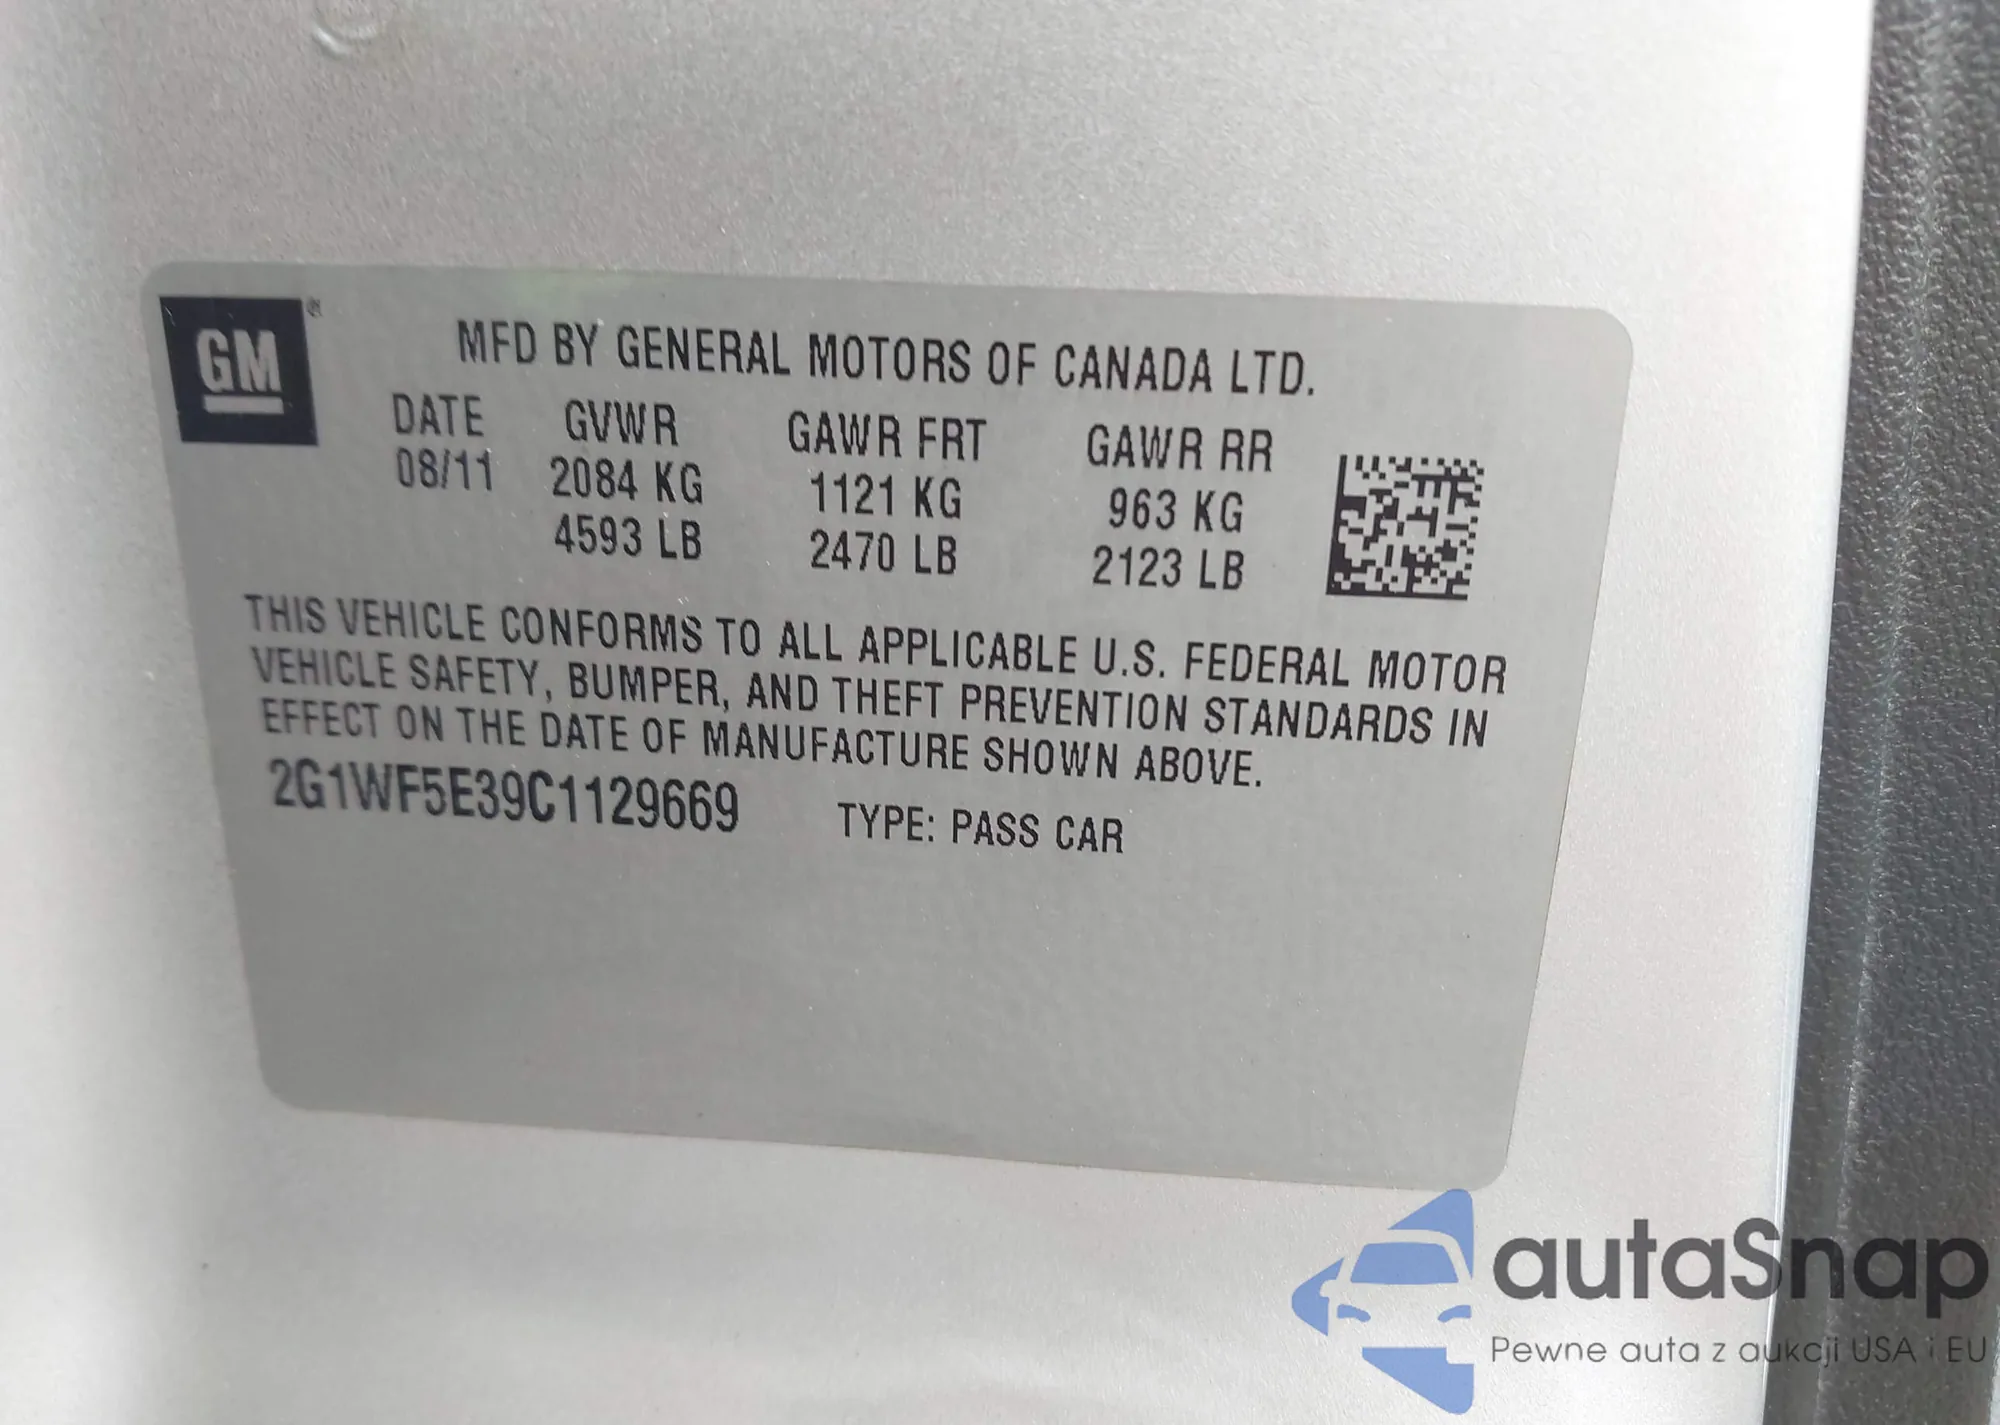 GM ®
MFD BY GENERAL MOTORS OF CANADA LTD.
DATE GVWR GAWR FRT GAWR RR
08/11 2084 KG 1121 KG 963 KG
4593 LB 2470 LB 2123 LB
THIS VEHICLE CONFORMS TO ALL APPLICABLE U.S. FEDERAL MOTOR
VEHICLE SAFETY, BUMPER, AND THEFT PREVENTION STANDARDS IN
EFFECT ON THE DATE OF MANUFACTURE SHOWN ABOVE.
2G1WF5E39C1129669 TYPE: PASS CAR
autaSnap
Pewne auta z aukcji USA i EU